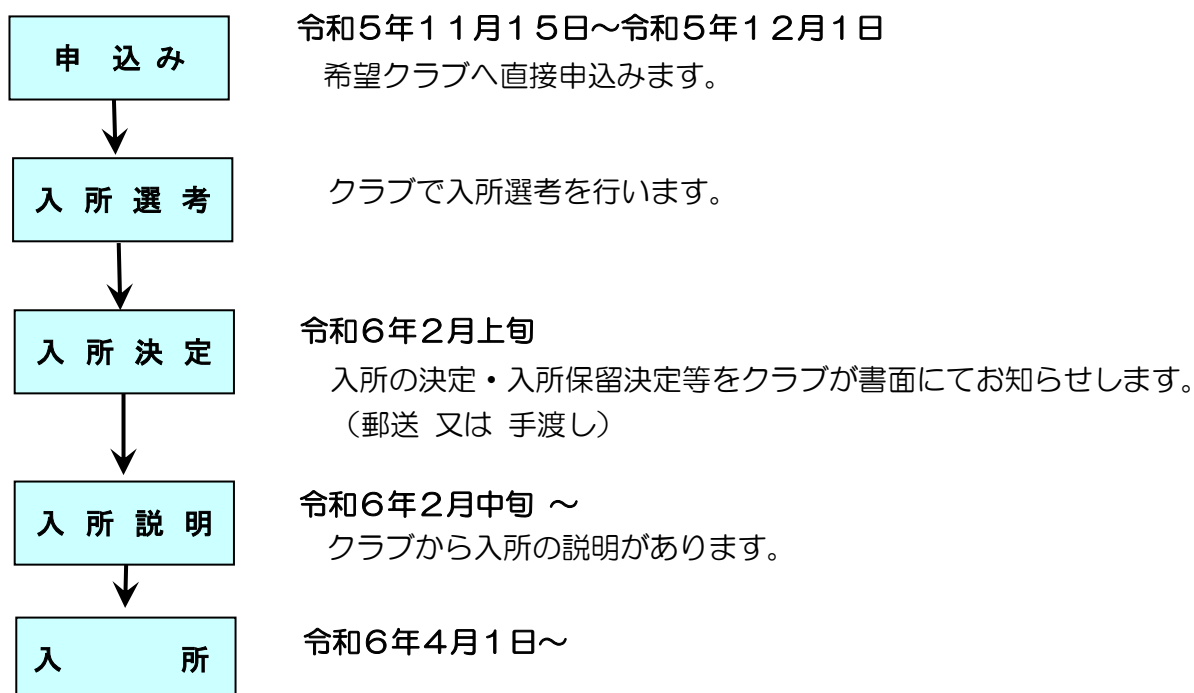 令和５年１１月１５日～令和５年１２月１日
申 込 み
希望クラブへ直接申込みます。
入 所 選 考
クラブで入所選考を行います。
令和６年２月上旬
入 所 決 定
入所の決定・入所保留決定等をクラブが書面にてお知らせします。
（郵送 又は 手渡し）
令和６年２月中旬 ～
入 所 説 明
クラブから入所の説明があります。
令和６年４月１日～
入 所